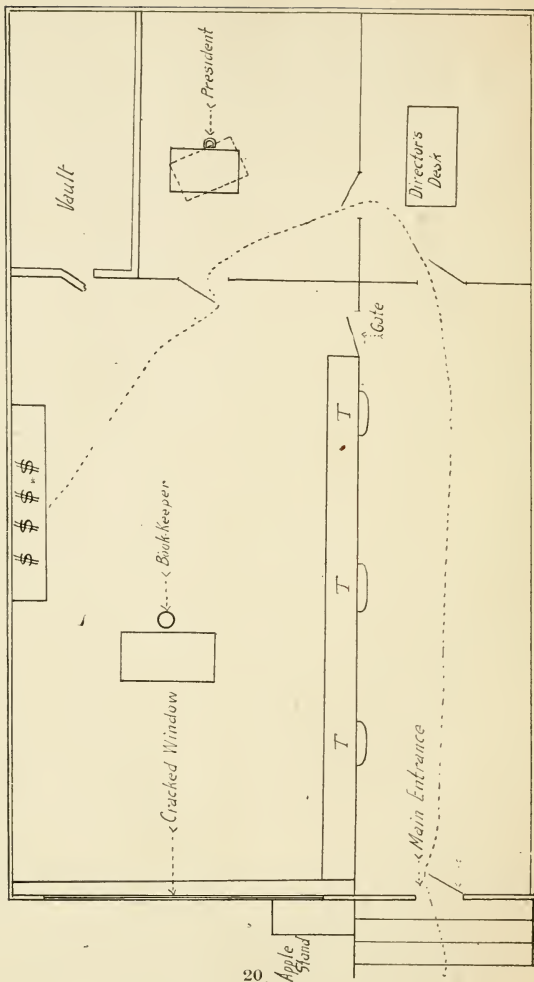 Vault
President
Director's
Desk
Gate
$ $ $ $
T
T
T
Book-Keeper
Cracked Window
Main Entrance
Apple
Stand
20